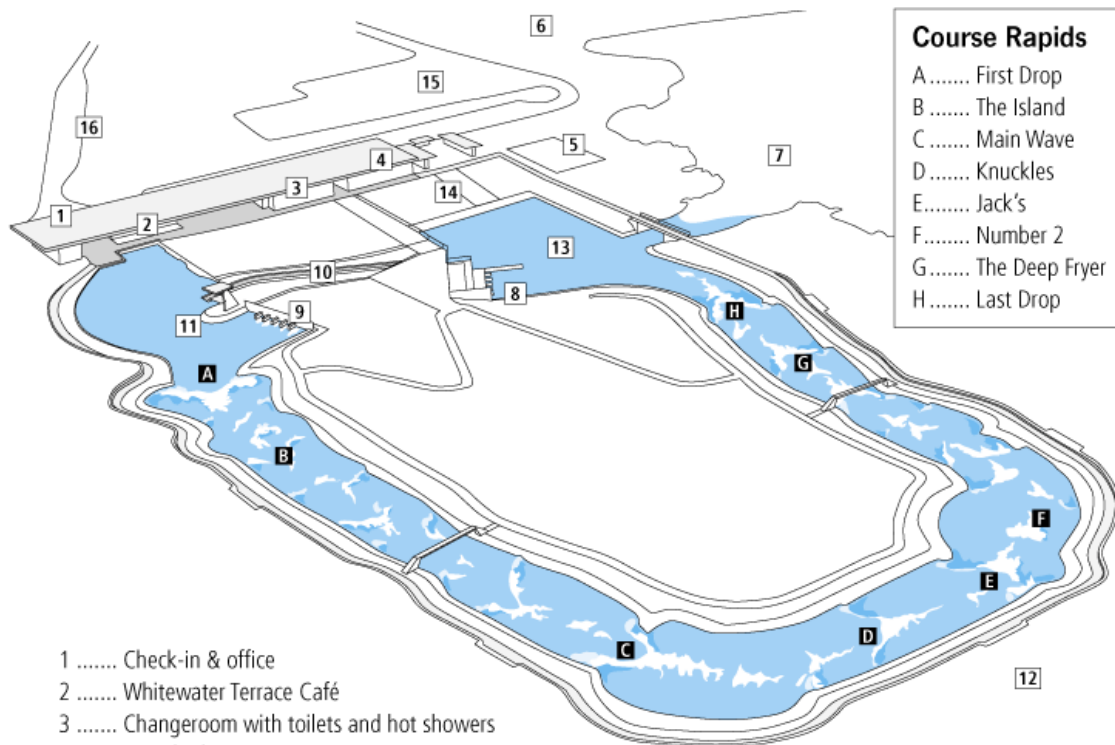 6
15
16
5
7
4
3
1
14
2
13
10
8
9
11
H
G
A
B
F
E
D
C
12
Course Rapids
A ....... First Drop
B ....... The Island
C ....... Main Wave
D ....... Knuckles
E ....... Jack's
F ....... Number 2
G ....... The Deep Fryer
H ....... Last Drop
1 ....... Check-in & office
2 ....... Whitewater Terrace Café
3 ....... Changeroom with toilets and hot showers